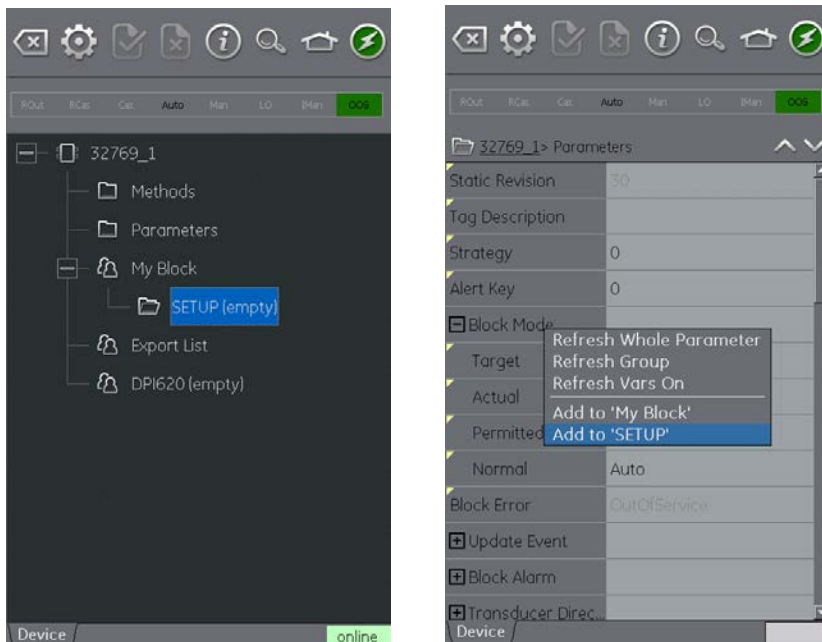 ROut RCas Cas Auto Man LO IMan OOS
32769_1
Methods
Parameters
My Block
SETUP (empty)
Export List
DPI620 (empty)
Device
online
ROut RCas Cas Auto Man LO IMan OOS
32769_1> Parameters
Static Revision 30
Tag Description
Strategy 0
Alert Key 0
Block Mode
Refresh Whole Parameter
Target
Refresh Group
Refresh Vars On
Actual
Add to 'My Block'
Permitted
Add to 'SETUP'
Normal Auto
Block Error OutOfService
Update Event
Block Alarm
Transducer Direc...
Device